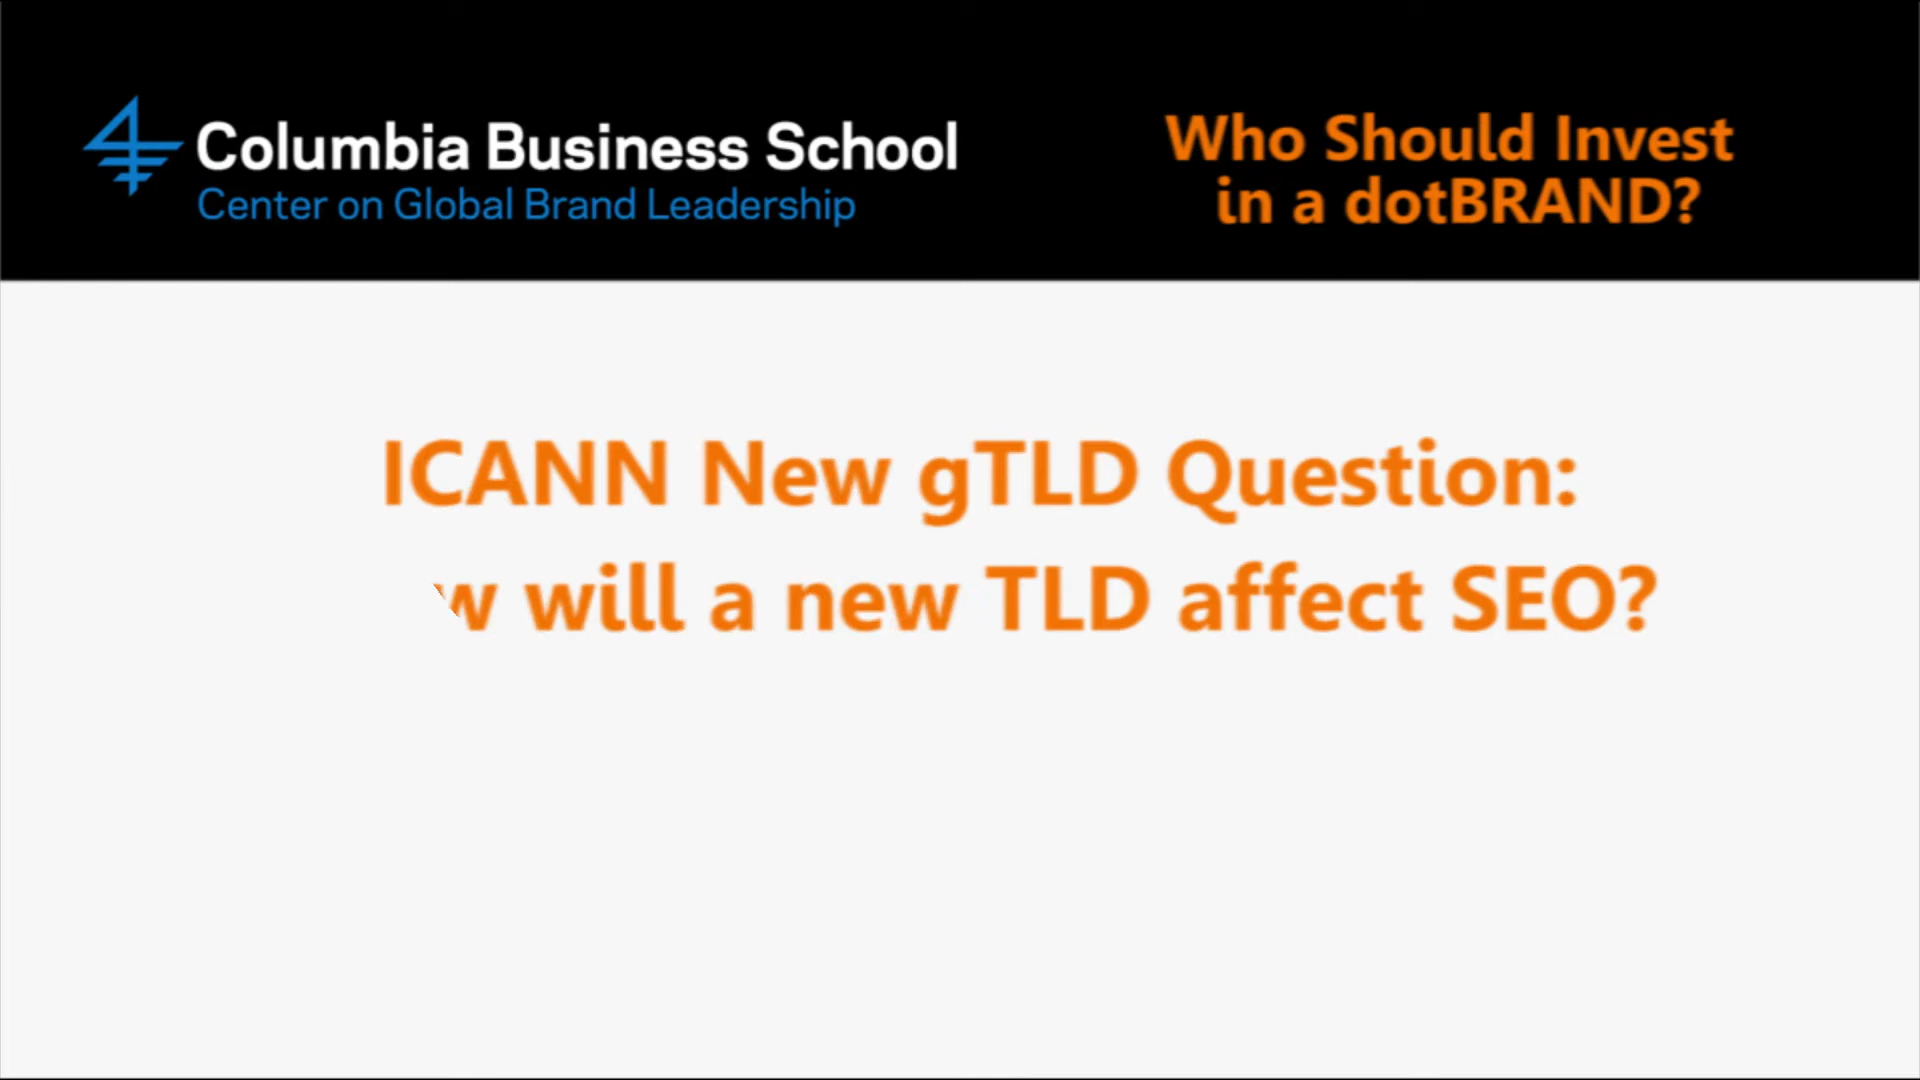 Columbia Business School
Center on Global Brand Leadership
Who Should Invest
in a dotBRAND?
ICANN New gTLD Question:
w will a new TLD affect SEO?